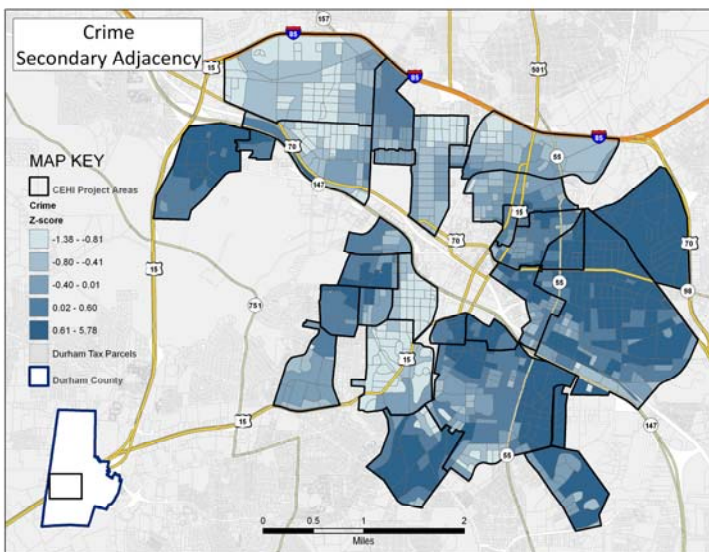 Crime
Secondary Adjacency
157
85
15
85
501
85
70
55
MAP KEY
CEHI Project Areas
Crime
Z-score
-1.38 - -0.81
-0.80 - -0.41
-0.40 - 0.01
0.02 - 0.60
0.61 - 5.78
Durham Tax Parcels
Durham County
147
15
70
70
15
55
98
751
15
15
147
55
0 0.5 1 2
Miles